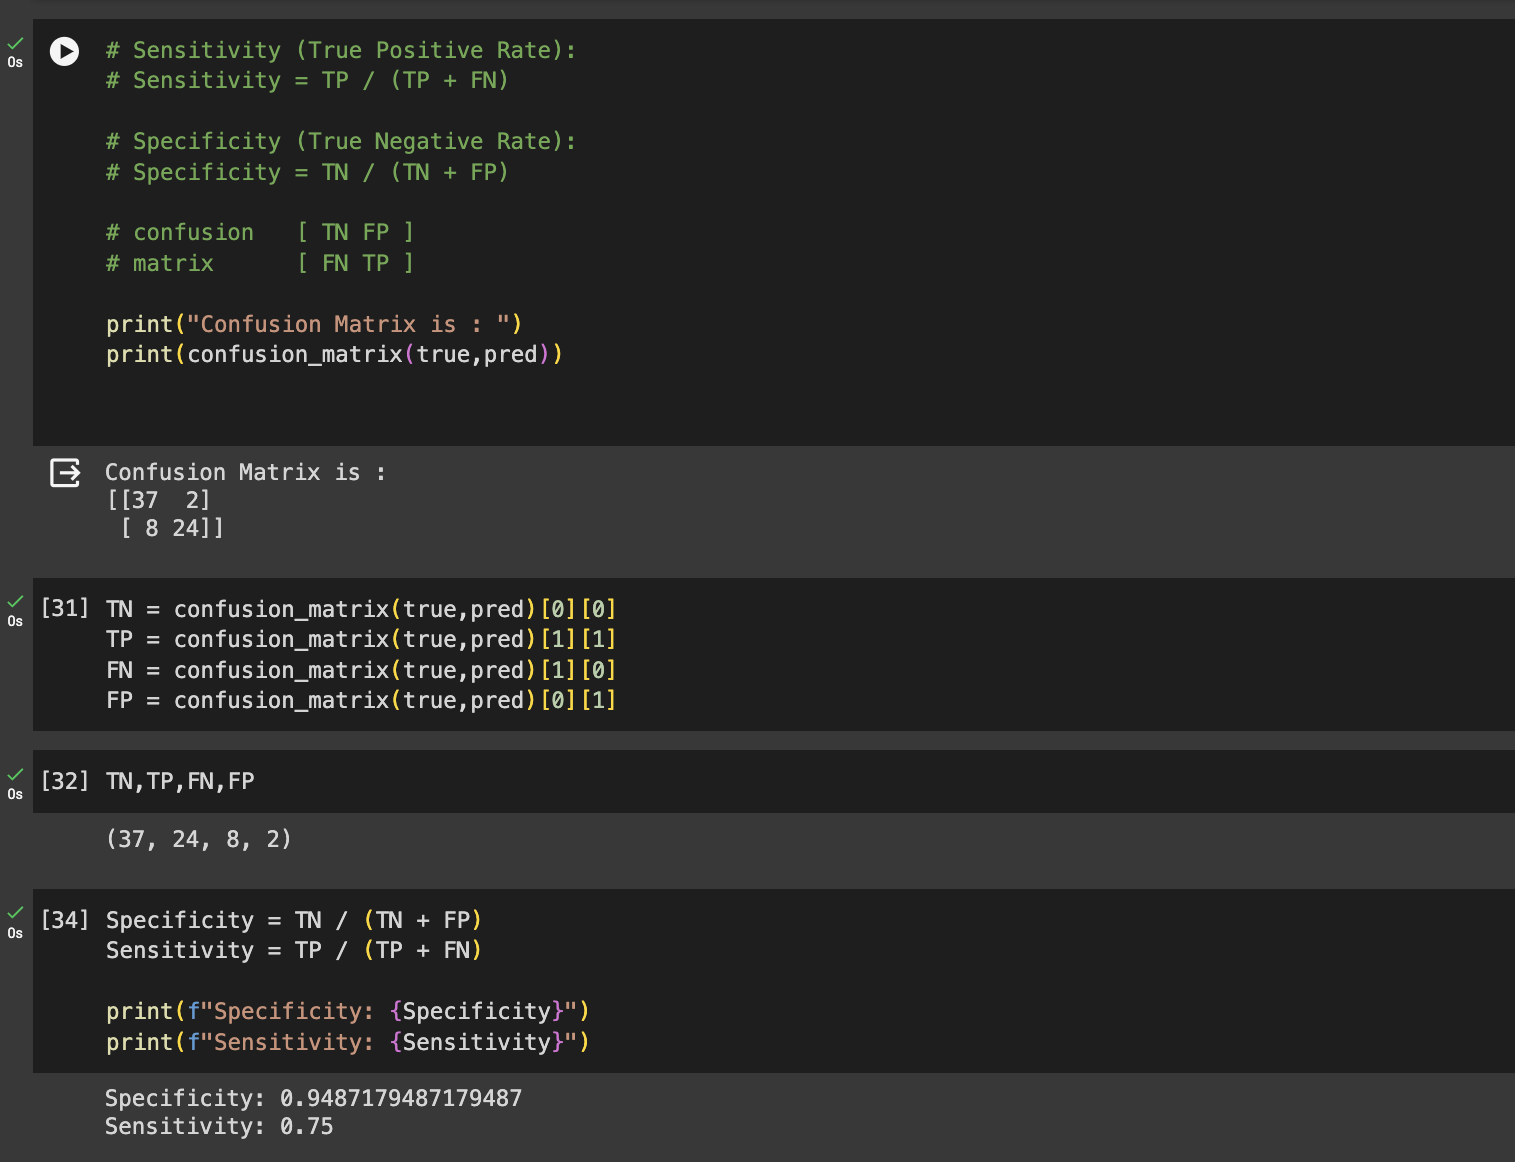 0s
# Sensitivity (True Positive Rate):
# Sensitivity = TP / (TP + FN)
# Specificity (True Negative Rate):
# Specificity = TN / (TN + FP)
# confusion   [ TN FP ]
# matrix      [ FN TP ]
print("Confusion Matrix is : ")
print(confusion_matrix(true,pred))
Confusion Matrix is :
[[37  2]
 [ 8 24]]
0s
[31] TN = confusion_matrix(true,pred)[0][0]
TP = confusion_matrix(true,pred)[1][1]
FN = confusion_matrix(true,pred)[1][0]
FP = confusion_matrix(true,pred)[0][1]
0s
[32] TN,TP,FN,FP
(37, 24, 8, 2)
0s
[34] Specificity = TN / (TN + FP)
Sensitivity = TP / (TP + FN)
print(f"Specificity: {Specificity}")
print(f"Sensitivity: {Sensitivity}")
Specificity: 0.9487179487179487
Sensitivity: 0.75